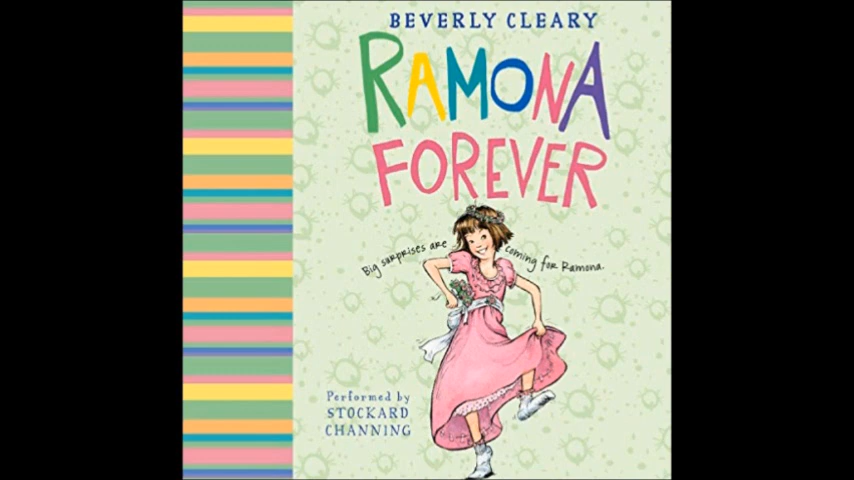 BEVERLY CLEARY
RAMONA
FOREVER
Big surprises are coming for Ramona.
Performed by
STOCKARD
CHANNING